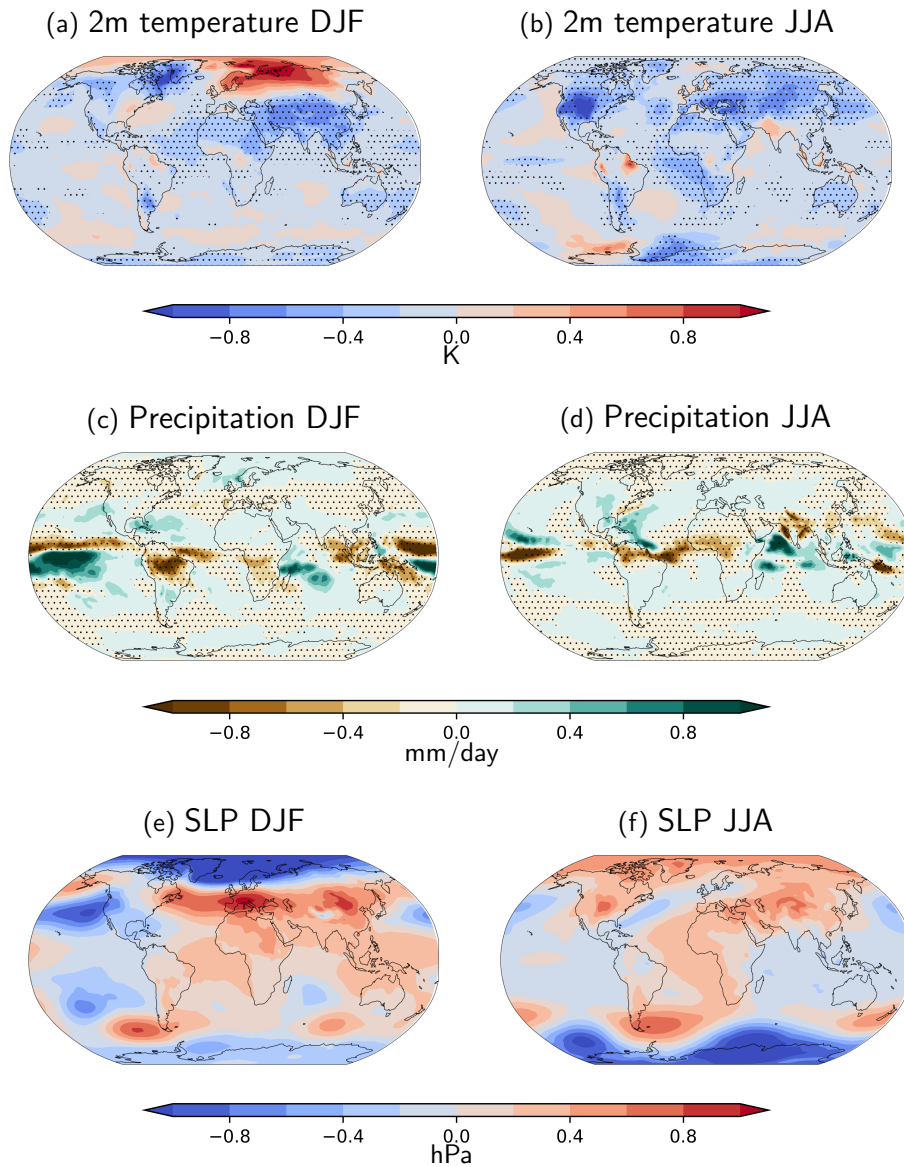 (a) 2m temperature DJF
(b) 2m temperature JJA
−0.8 −0.4 0.0 0.4 0.8
K
(c) Precipitation DJF
(d) Precipitation JJA
−0.8 −0.4 0.0 0.4 0.8
mm/day
(e) SLP DJF
(f) SLP JJA
−0.8 −0.4 0.0 0.4 0.8
hPa